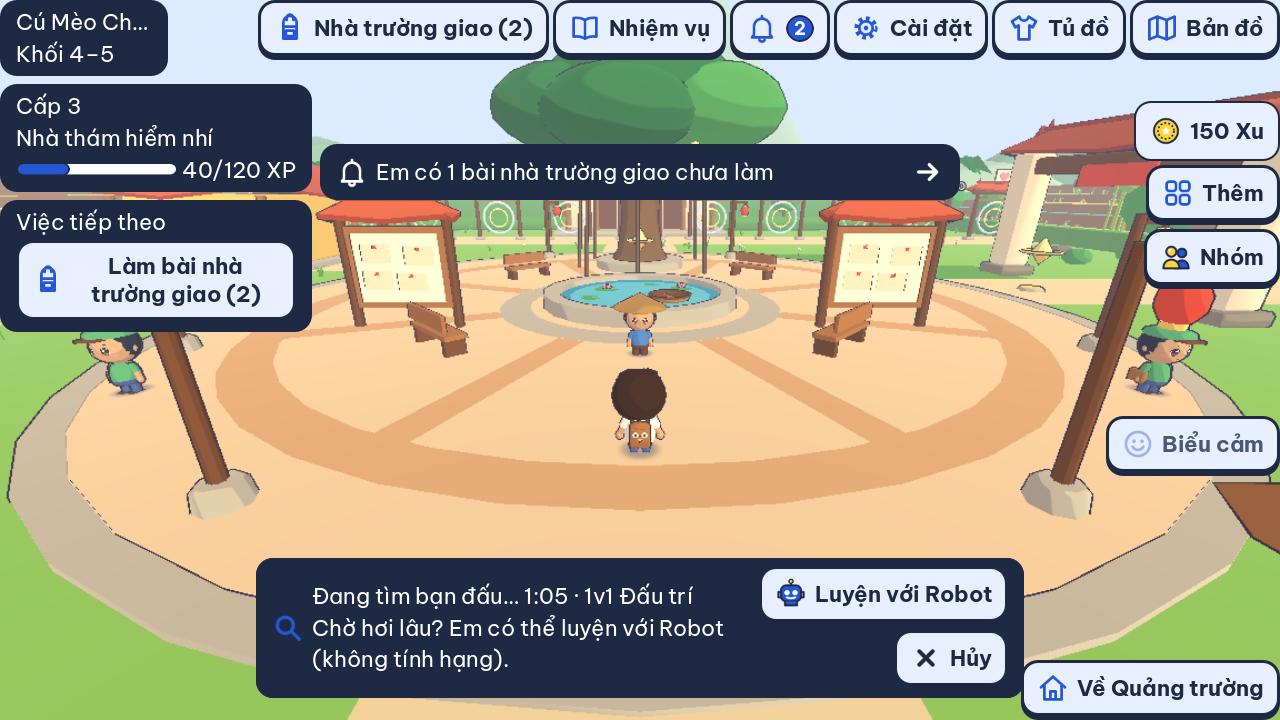 Cú Mèo Ch...
Khối 4–5
Nhà trường giao (2)
Nhiệm vụ
2
Cài đặt
Tủ đồ
Bản đồ
Cấp 3
Nhà thám hiểm nhí
40/120 XP
150 Xu
Em có 1 bài nhà trường giao chưa làm
Thêm
Việc tiếp theo
Làm bài nhà
trường giao (2)
Nhóm
Biểu cảm
Đang tìm bạn đấu... 1:05 · 1v1 Đấu trí
Chờ hơi lâu? Em có thể luyện với Robot
(không tính hạng).
Luyện với Robot
Hủy
Về Quảng trường